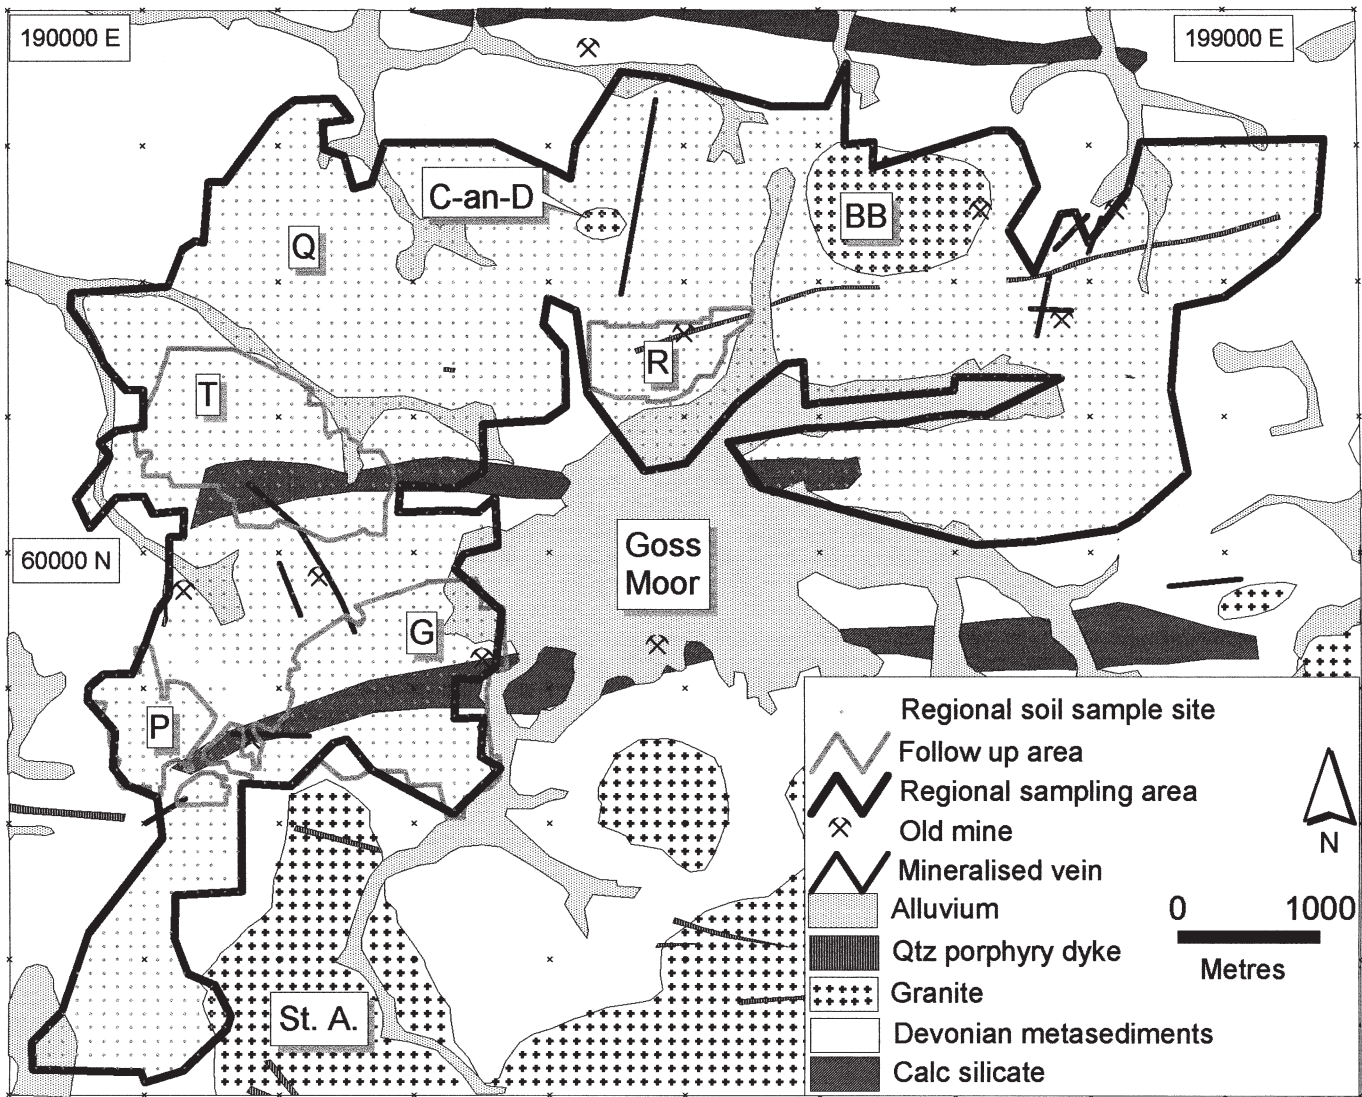 190000 E
199000 E
C-an-D
BB
Q
R
T
60000 N
Goss
Moor
G
P
St. A.
Regional soil sample site
Follow up area
Regional sampling area
Old mine
Mineralised vein
Alluvium
Qtz porphyry dyke
Granite
Devonian metasediments
Calc silicate
N
0 1000
Metres